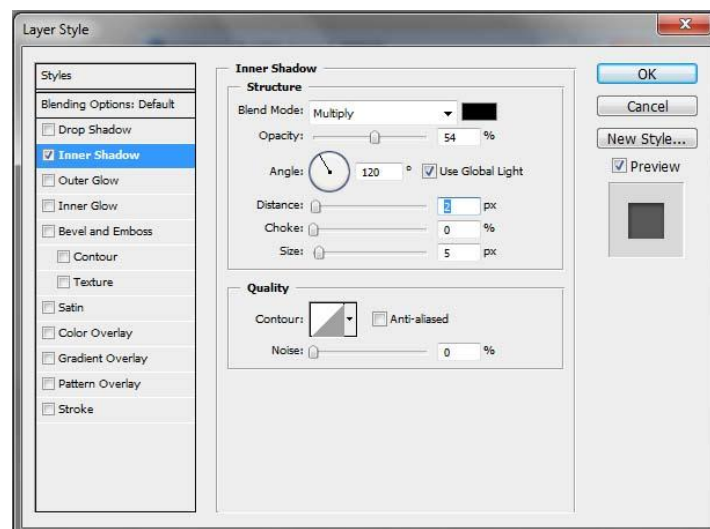 Layer Style
Styles
Blending Options: Default
Drop Shadow
Inner Shadow
Outer Glow
Inner Glow
Bevel and Emboss
Contour
Texture
Satin
Color Overlay
Gradient Overlay
Pattern Overlay
Stroke
Inner Shadow
Structure
Blend Mode: Multiply
Opacity: 54 %
Angle: 120 ° Use Global Light
Distance: 2 px
Choke: 0 %
Size: 5 px
Quality
Contour: Anti-aliased
Noise: 0 %
OK
Cancel
New Style...
Preview